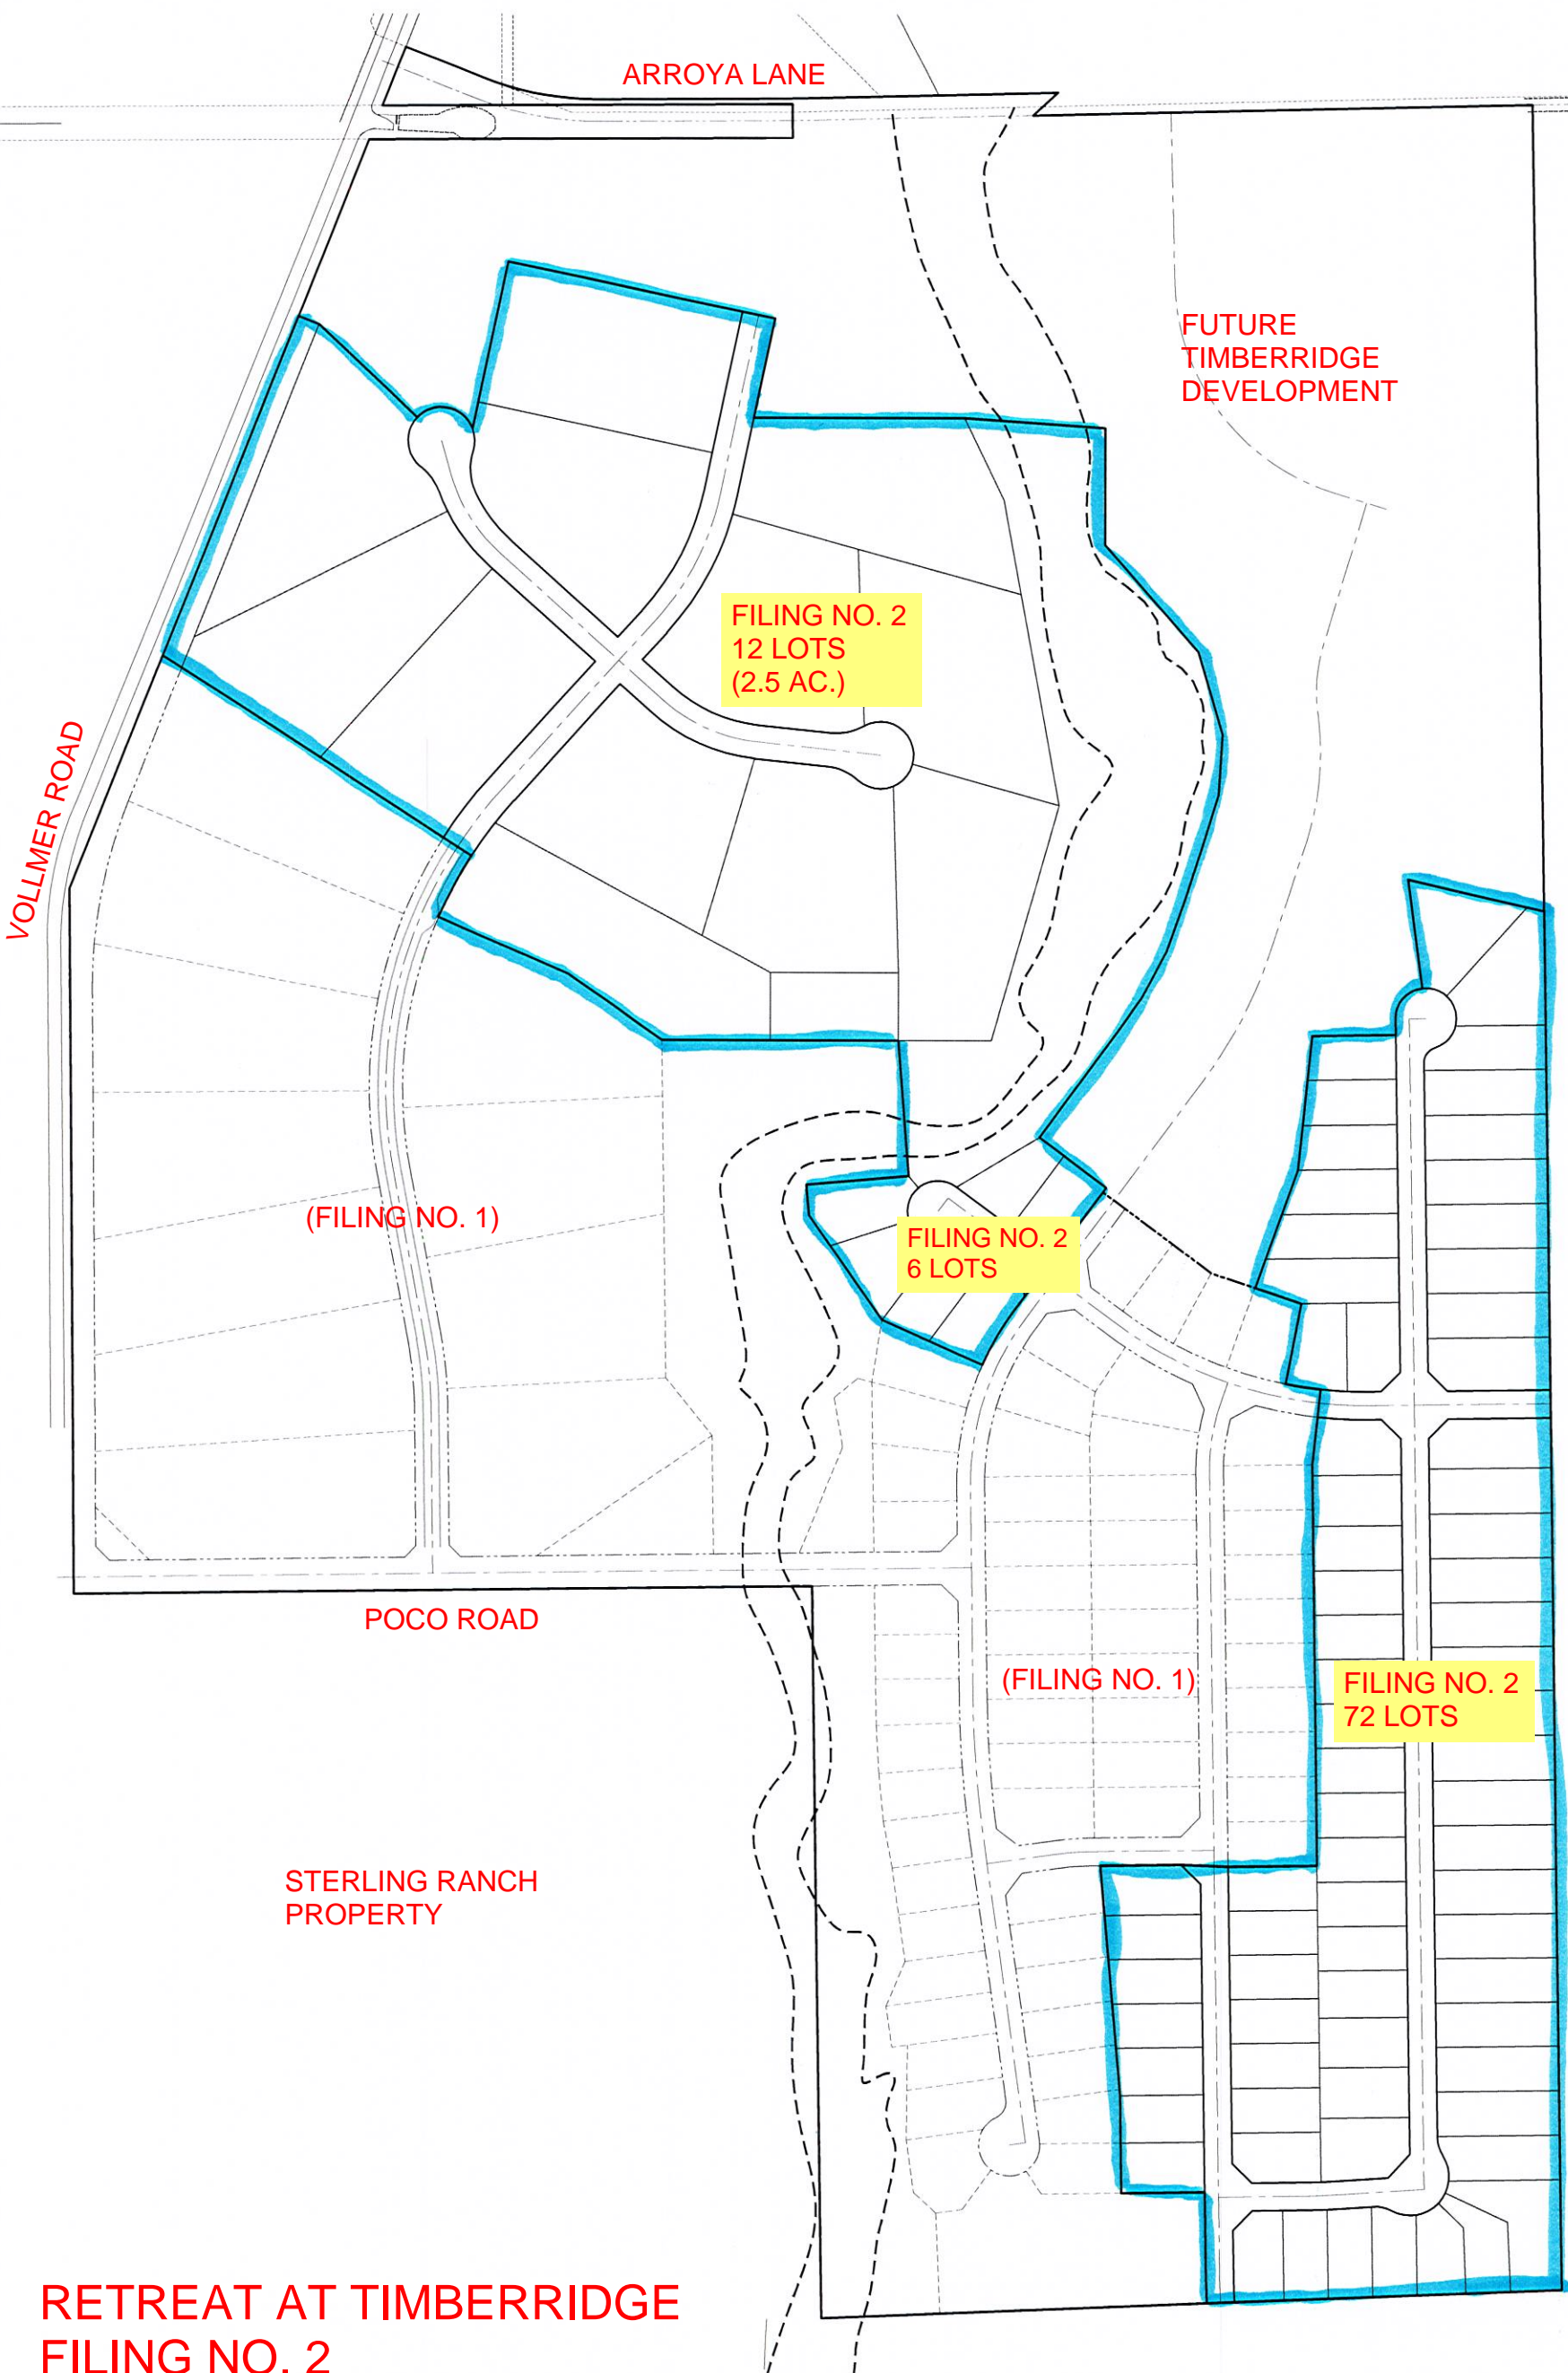 ARROYA LANE
FUTURE
TIMBERRIDGE
DEVELOPMENT
FILING NO. 2
12 LOTS
(2.5 AC.)
VOLLMER ROAD
(FILING NO. 1)
FILING NO. 2
6 LOTS
POCO ROAD
(FILING NO. 1)
FILING NO. 2
72 LOTS
STERLING RANCH
PROPERTY
RETREAT AT TIMBERRIDGE
FILING NO. 2